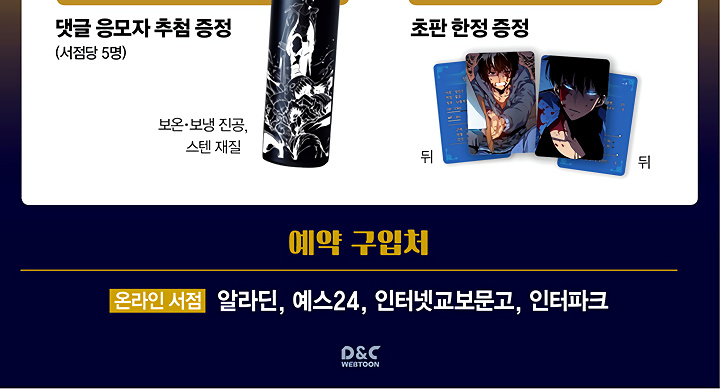 댓글 응모자 추첨 증정
(서점당 5명)
보온·보냉 진공,
스텐 재질
초판 한정 증정
뒤
뒤
예약 구입처
온라인 서점 알라딘, 예스24, 인터넷교보문고, 인터파크
D&C
WEBTOON